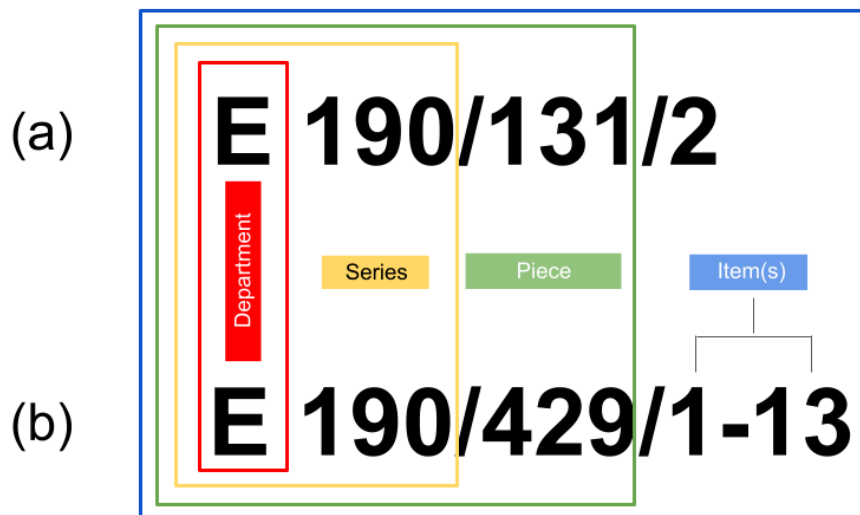 (a) E 190/131/2
Department
Series Piece Item(s)
(b) E 190/429/1-13